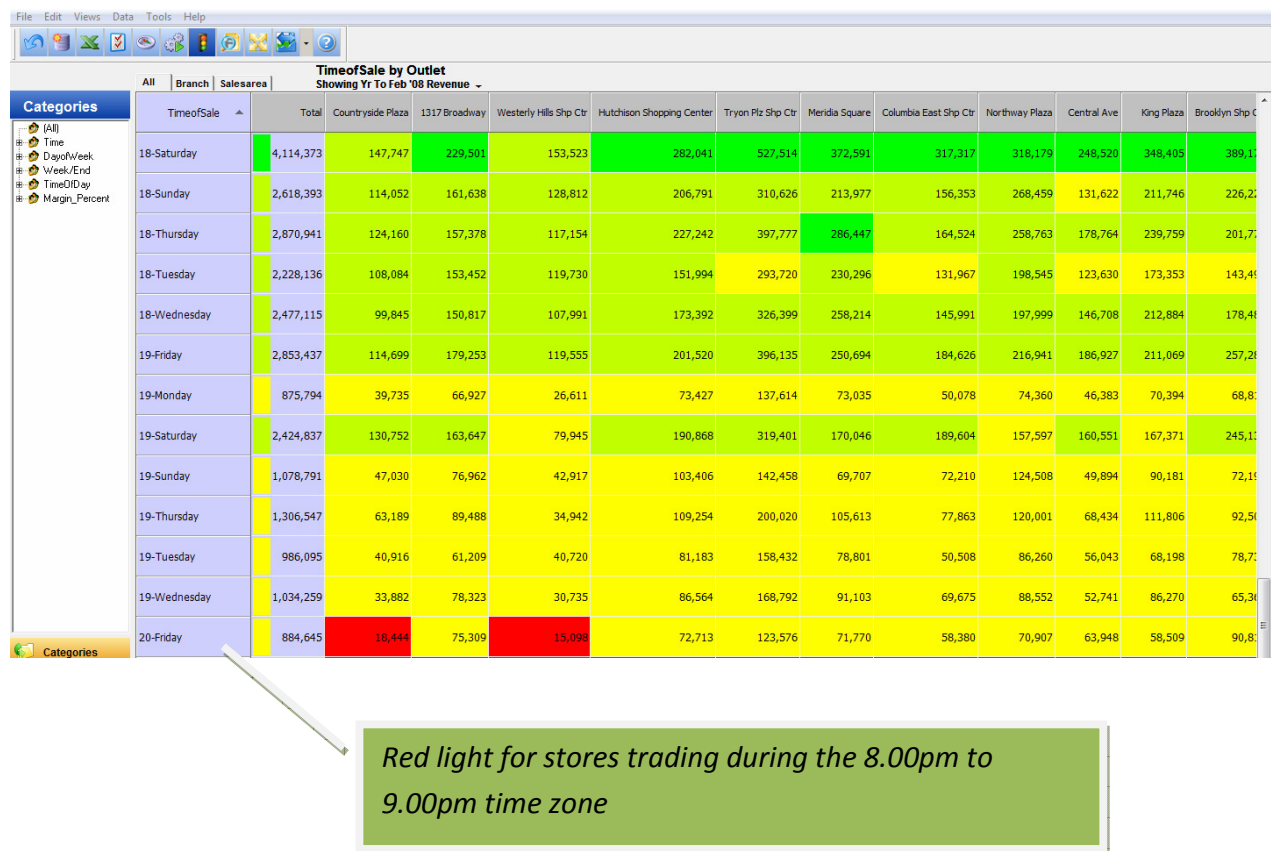 File Edit Views Data Tools Help
TimeofSale by Outlet
All Branch Salesarea Showing Yr To Feb '08 Revenue
Categories
(All)
Time
DayofWeek
Week/End
TimeOfDay
Margin_Percent
Categories
TimeofSale Total Countryside Plaza 1317 Broadway Westerly Hills Shp Ctr Hutchison Shopping Center Tryon Plz Shp Ctr Meridia Square Columbia East Shp Ctr Northway Plaza Central Ave King Plaza Brooklyn Shp
18-Saturday 4,114,373 147,747 229,501 153,523 282,041 527,514 372,591 317,317 318,179 248,520 348,405
18-Sunday 2,618,393 114,052 161,638 128,812 206,791 310,626 213,977 156,353 268,459 131,622 211,746
18-Thursday 2,870,941 124,160 157,378 117,154 227,242 397,777 286,447 164,524 258,763 178,764 239,759
18-Tuesday 2,228,136 108,084 153,452 119,730 151,994 293,720 230,296 131,967 198,545 123,630 173,353
18-Wednesday 2,477,115 99,845 150,817 107,991 173,392 326,399 258,214 145,991 197,999 146,708 212,884
19-Friday 2,853,437 114,699 179,253 119,555 201,520 396,135 250,694 184,626 216,941 186,927 211,069
19-Monday 875,794 39,735 66,927 26,611 73,427 137,614 73,035 50,078 74,360 46,383 70,394
19-Saturday 2,424,837 130,752 163,647 79,945 190,868 319,401 170,046 189,604 157,597 160,551 167,371
19-Sunday 1,078,791 47,030 76,962 42,917 103,406 142,458 69,707 72,210 124,508 49,894 90,181
19-Thursday 1,306,547 63,189 89,488 34,942 109,254 200,020 105,613 77,863 120,001 68,434 111,806
19-Tuesday 986,095 40,916 61,209 40,720 81,183 158,432 78,801 50,508 86,260 56,043 68,198
19-Wednesday 1,034,259 33,882 78,323 30,735 86,564 168,792 91,103 69,675 88,552 52,741 86,270
20-Friday 884,645 18,444 75,309 15,098 72,713 123,576 71,770 58,380 70,907 63,948 58,509
Red light for stores trading during the 8.00pm to
9.00pm time zone